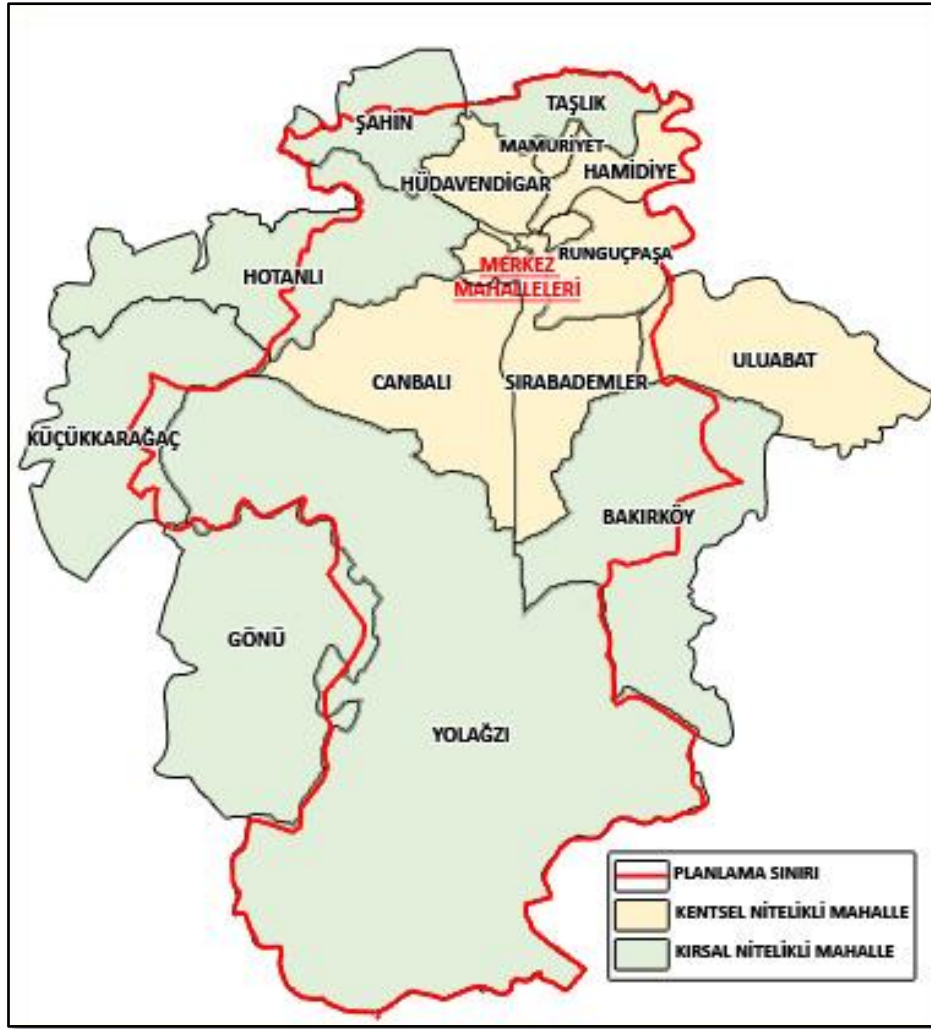 TAŞLIK
ŞAHİN
MAMURİYET
HAMİDİYE
HÜDAVENDİGAR
RUNGUÇPAŞA
MERKEZ
MAHALLELERİ
HOTANLI
ULUABAT
CANBALI
SIRABADEMLER
KÜÇÜKKARAĞAÇ
BAKIRKÖY
GÖNÜ
YOLAĞZI
PLANLAMA SINIRI
KENTSEL NİTELİKLİ MAHALLE
KIRSAL NİTELİKLİ MAHALLE